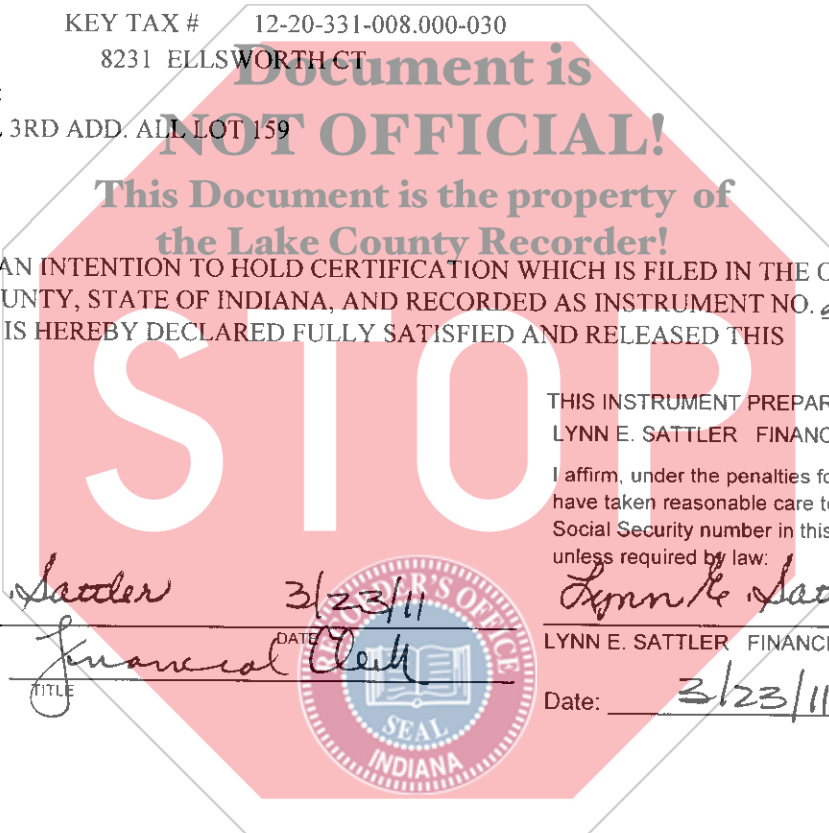 KEY TAX # 12-20-331-008.000-030
8231 ELLSWORTH CT
Document is
3RD ADD. ALL LOT 159
NOT OFFICIAL!
This Document is the property of
the Lake County Recorder!
AN INTENTION TO HOLD CERTIFICATION WHICH IS FILED IN THE O
UNTY, STATE OF INDIANA, AND RECORDED AS INSTRUMENT NO.
IS HEREBY DECLARED FULLY SATISFIED AND RELEASED THIS
STOP
THIS INSTRUMENT PREPAR
LYNN E. SATTLER FINANC
I affirm, under the penalties fo
have taken reasonable care to
Social Security number in this
unless required by law:
Sattler 3/23/11
DATE
Financial Clerk
TITLE
Lynn E. Satt
LYNN E. SATTLER FINANCI
Date: 3/23/11
RECORDER'S OFFICE
SEAL
INDIANA